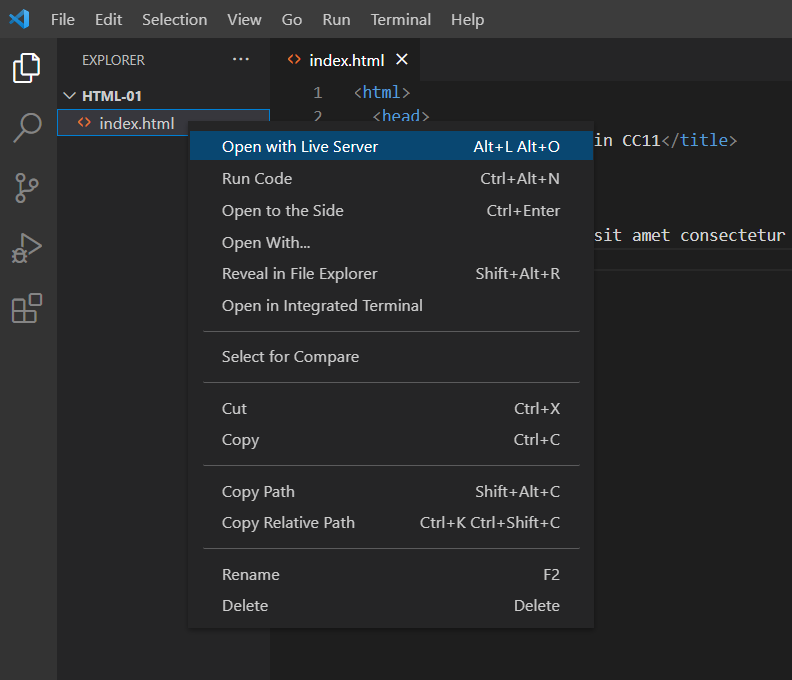 File Edit Selection View Go Run Terminal Help
EXPLORER ...
HTML-01
<> index.html
<> index.html ×
1 <html>
2 <head>
in CC11</title>
sit amet consectetur
Open with Live Server Alt+L Alt+O
Run Code Ctrl+Alt+N
Open to the Side Ctrl+Enter
Open With...
Reveal in File Explorer Shift+Alt+R
Open in Integrated Terminal
Select for Compare
Cut Ctrl+X
Copy Ctrl+C
Copy Path Shift+Alt+C
Copy Relative Path Ctrl+K Ctrl+Shift+C
Rename F2
Delete Delete